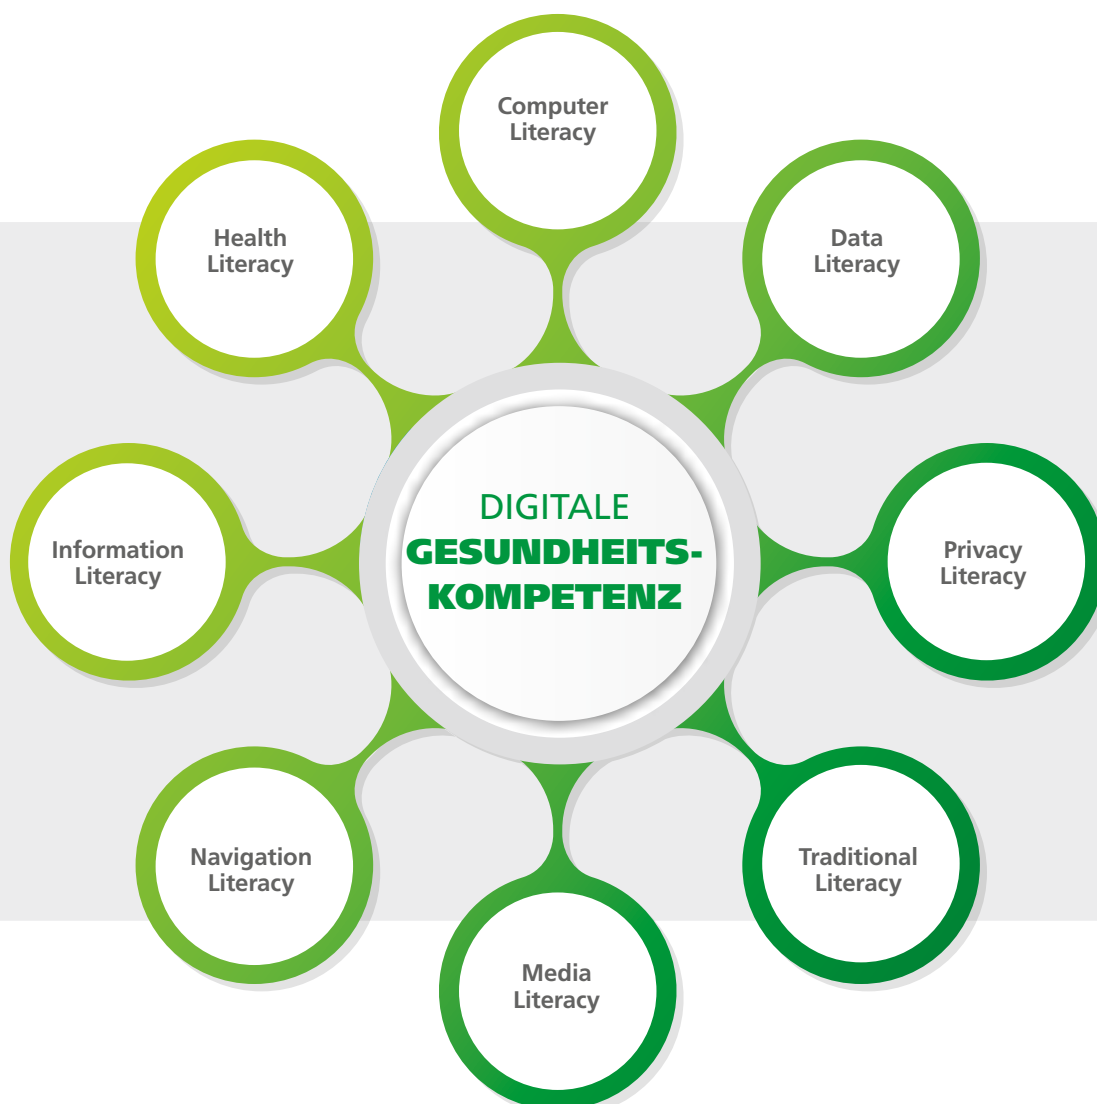 Computer
Literacy
Health
Literacy
Data
Literacy
DIGITALE
GESUNDHEITS-
KOMPETENZ
Information
Literacy
Privacy
Literacy
Navigation
Literacy
Traditional
Literacy
Media
Literacy